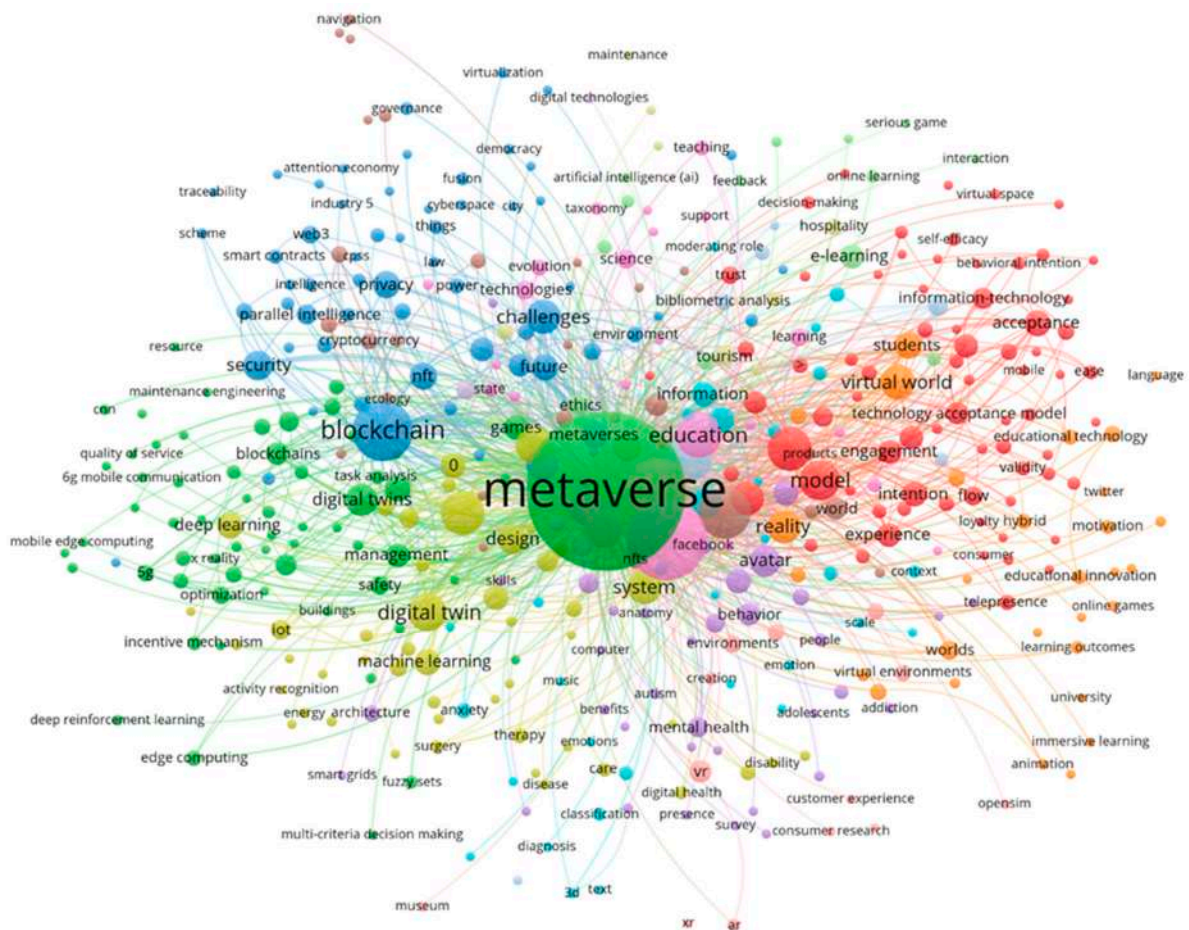 navigation
maintenance
virtualization
digital technologies
governance
serious game
democracy
teaching
interaction
attention economy
fusion
artificial intelligence (ai)
feedback
online learning
traceability
virtual space
industry 5
cyberspace
city
taxonomy
decision-making
support
scheme
web3
things
hospitality
self-efficacy
smart contracts
cpss
law
evolution
science
moderating role
e-learning
behavioral intention
intelligence
privacy
power
technologies
trust
bibliometric analysis
information-technology
parallel intelligence
challenges
acceptance
cryptocurrency
environment
learning
students
resource
security
nft
future
tourism
mobile
ease
language
maintenance engineering
ecology
state
information
virtual world
cnn
ethics
technology acceptance model
blockchain
games
metaverses
education
educational technology
quality of service
blockchains
products
engagement
validity
6g mobile communication
task analysis
0
metaverse
model
twitter
digital twins
intention
flow
deep learning
world
loyalty
hybrid
motivation
mobile edge computing
design
reality
experience
x reality
management
nfts
facebook
avatar
consumer
5g
safety
skills
system
context
educational innovation
optimization
buildings
digital twin
anatomy
behavior
telepresence
online games
incentive mechanism
iot
computer
environments
people
scale
worlds
learning outcomes
machine learning
emotion
virtual environments
activity recognition
music
creation
autism
university
deep reinforcement learning
energy
architecture
anxiety
benefits
mental health
adolescents
addiction
edge computing
surgery
therapy
emotions
immersive learning
smart grids
fuzzy sets
disease
care
vr
disability
animation
digital health
customer experience
opensim
classification
presence
survey
consumer research
multi-criteria decision making
diagnosis
3d
text
museum
xr
ar